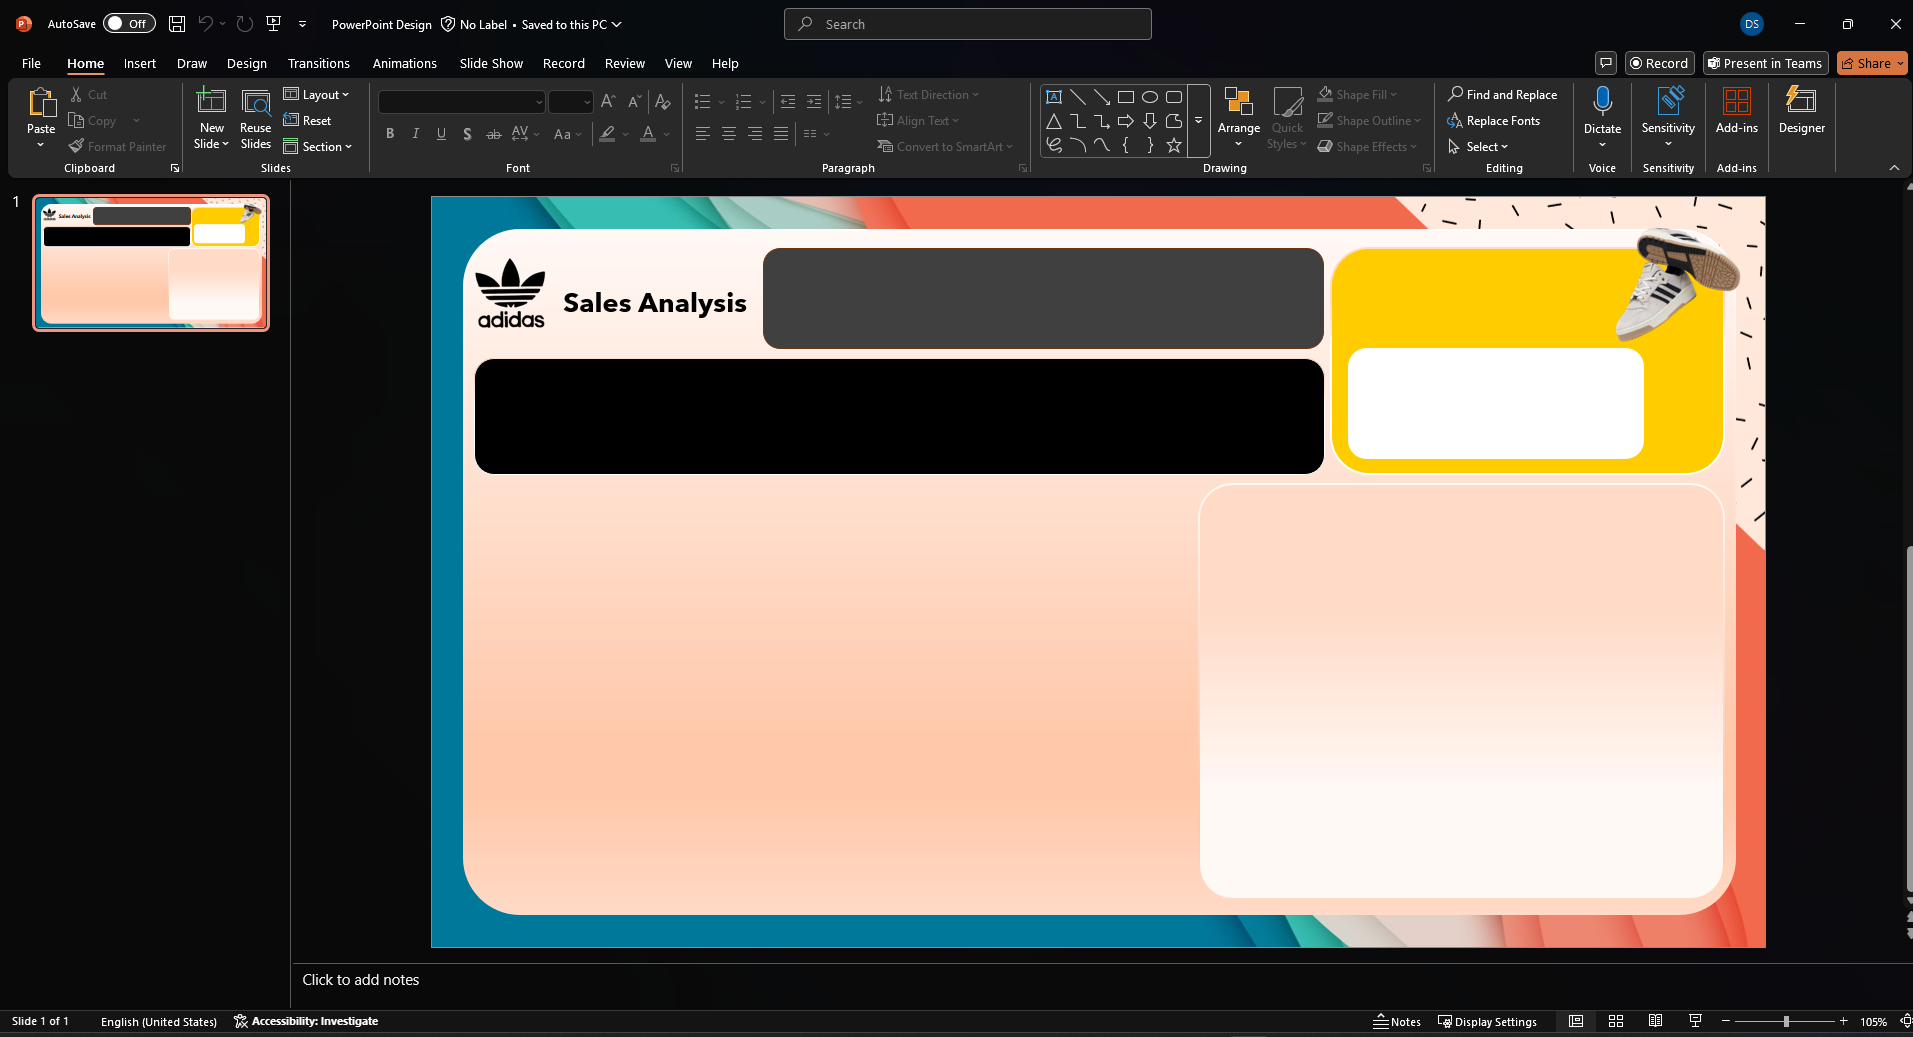 AutoSave Off PowerPoint Design No Label • Saved to this PC Search DS
File Home Insert Draw Design Transitions Animations Slide Show Record Review View Help Record Present in Teams Share
Paste
Cut
Copy
Format Painter
Clipboard
New Slide
Reuse Slides
Layout
Reset
Section
Slides
B I U S ab AV Aa A
Font
Text Direction
Align Text
Convert to SmartArt
Paragraph
Arrange
Quick Styles
Shape Fill
Shape Outline
Shape Effects
Drawing
Find and Replace
Replace Fonts
Select
Editing
Dictate
Voice
Sensitivity
Sensitivity
Add-ins
Add-ins
Designer
1
Sales Analysis
adidas
Sales Analysis
Click to add notes
Slide 1 of 1 English (United States) Accessibility: Investigate Notes Display Settings 105%